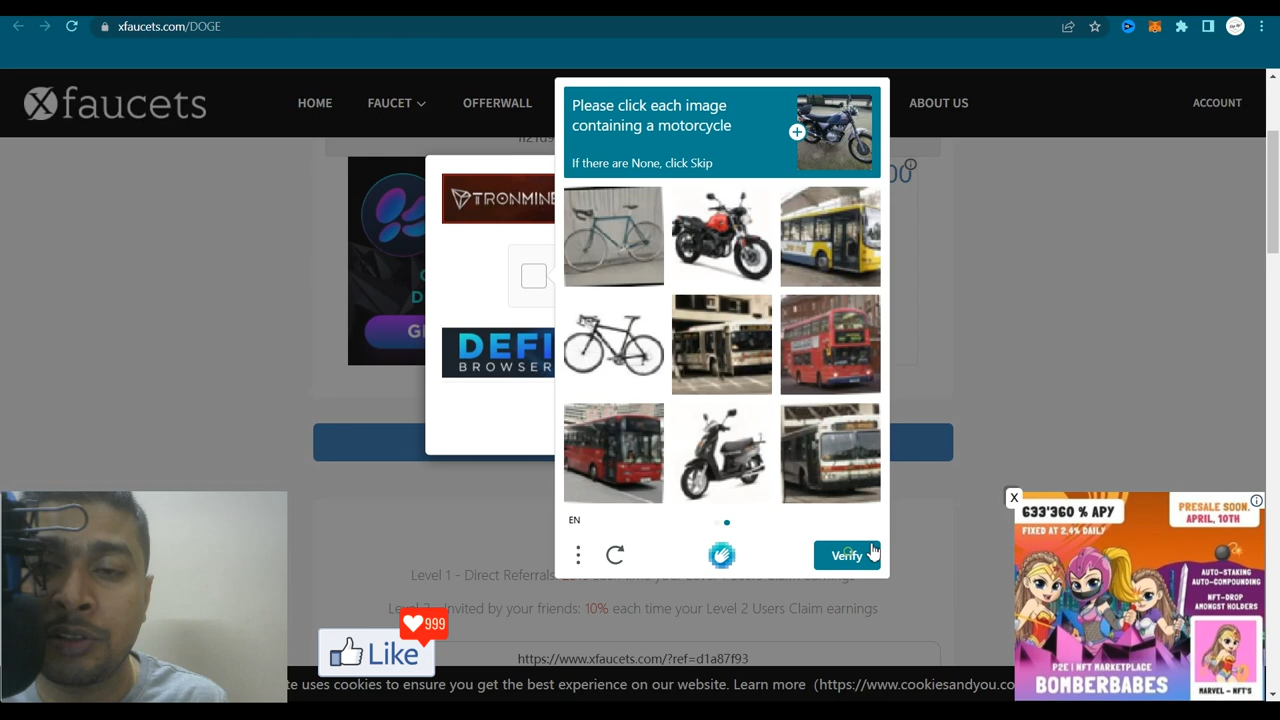 xfaucets.com/DOGE
xfaucets
HOME
FAUCET
OFFERWALL
ABOUT US
ACCOUNT
Please click each image
containing a motorcycle
If there are None, click Skip
TRONMINE
DEFI
BROWSER
EN
Verify
Level 1 - Direct Referrals
earnings
10% each time your Level 2 Users Claim earnings
https://www.xfaucets.com/?ref=d1a87f93
te uses cookies to ensure you get the best experience on our website. Learn more (https://www.cookiesandyou.co
999
Like
X
633'360 % APY
FIXED AT 2,4% DAILY
PRESALE SOON.
APRIL, 10TH
AUTO-STAKING
AUTO-COMPOUNDING
NFT-DROP
AMONGST HOLDERS
P2E | NFT MARKETPLACE
BOMBERBABES
MARVEL - NFT'S